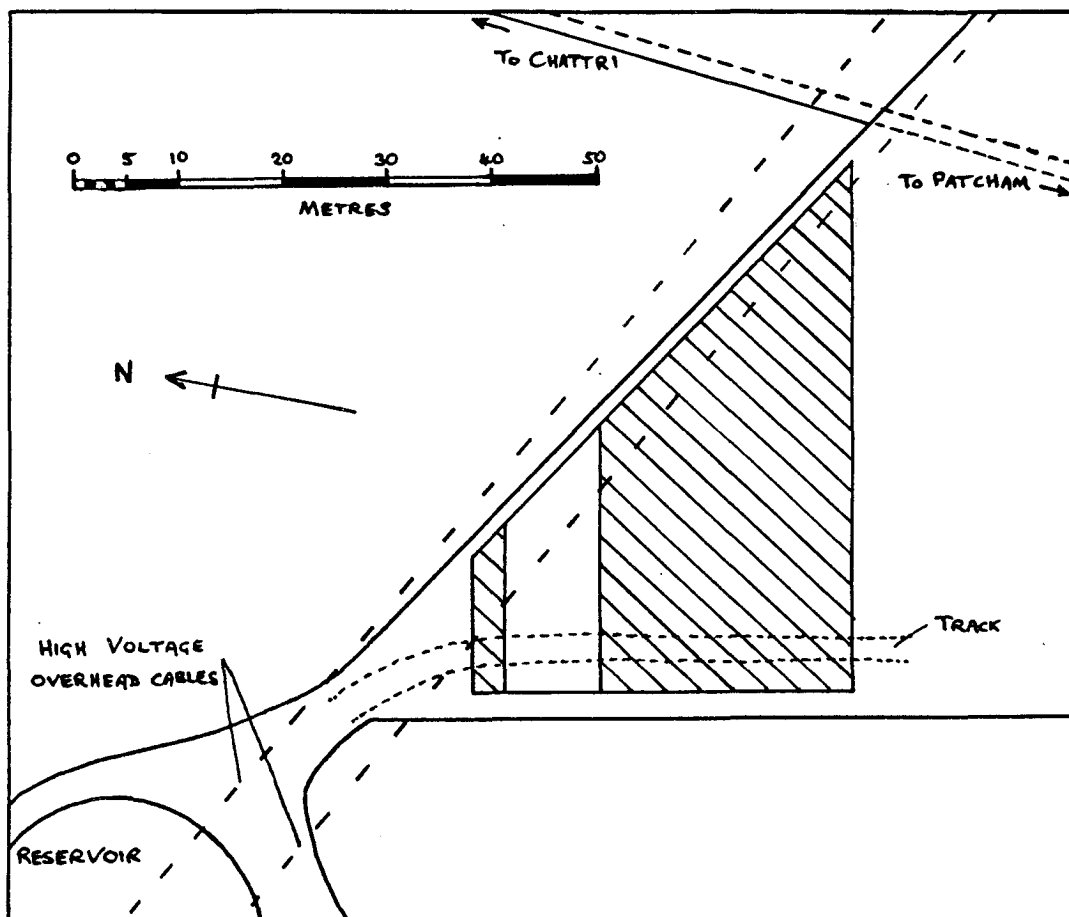 To CHATTRI
0 5 10 20 30 40 50
METRES
To PATCHAM
N
TRACK
HIGH VOLTAGE
OVERHEAD CABLES
RESERVOIR